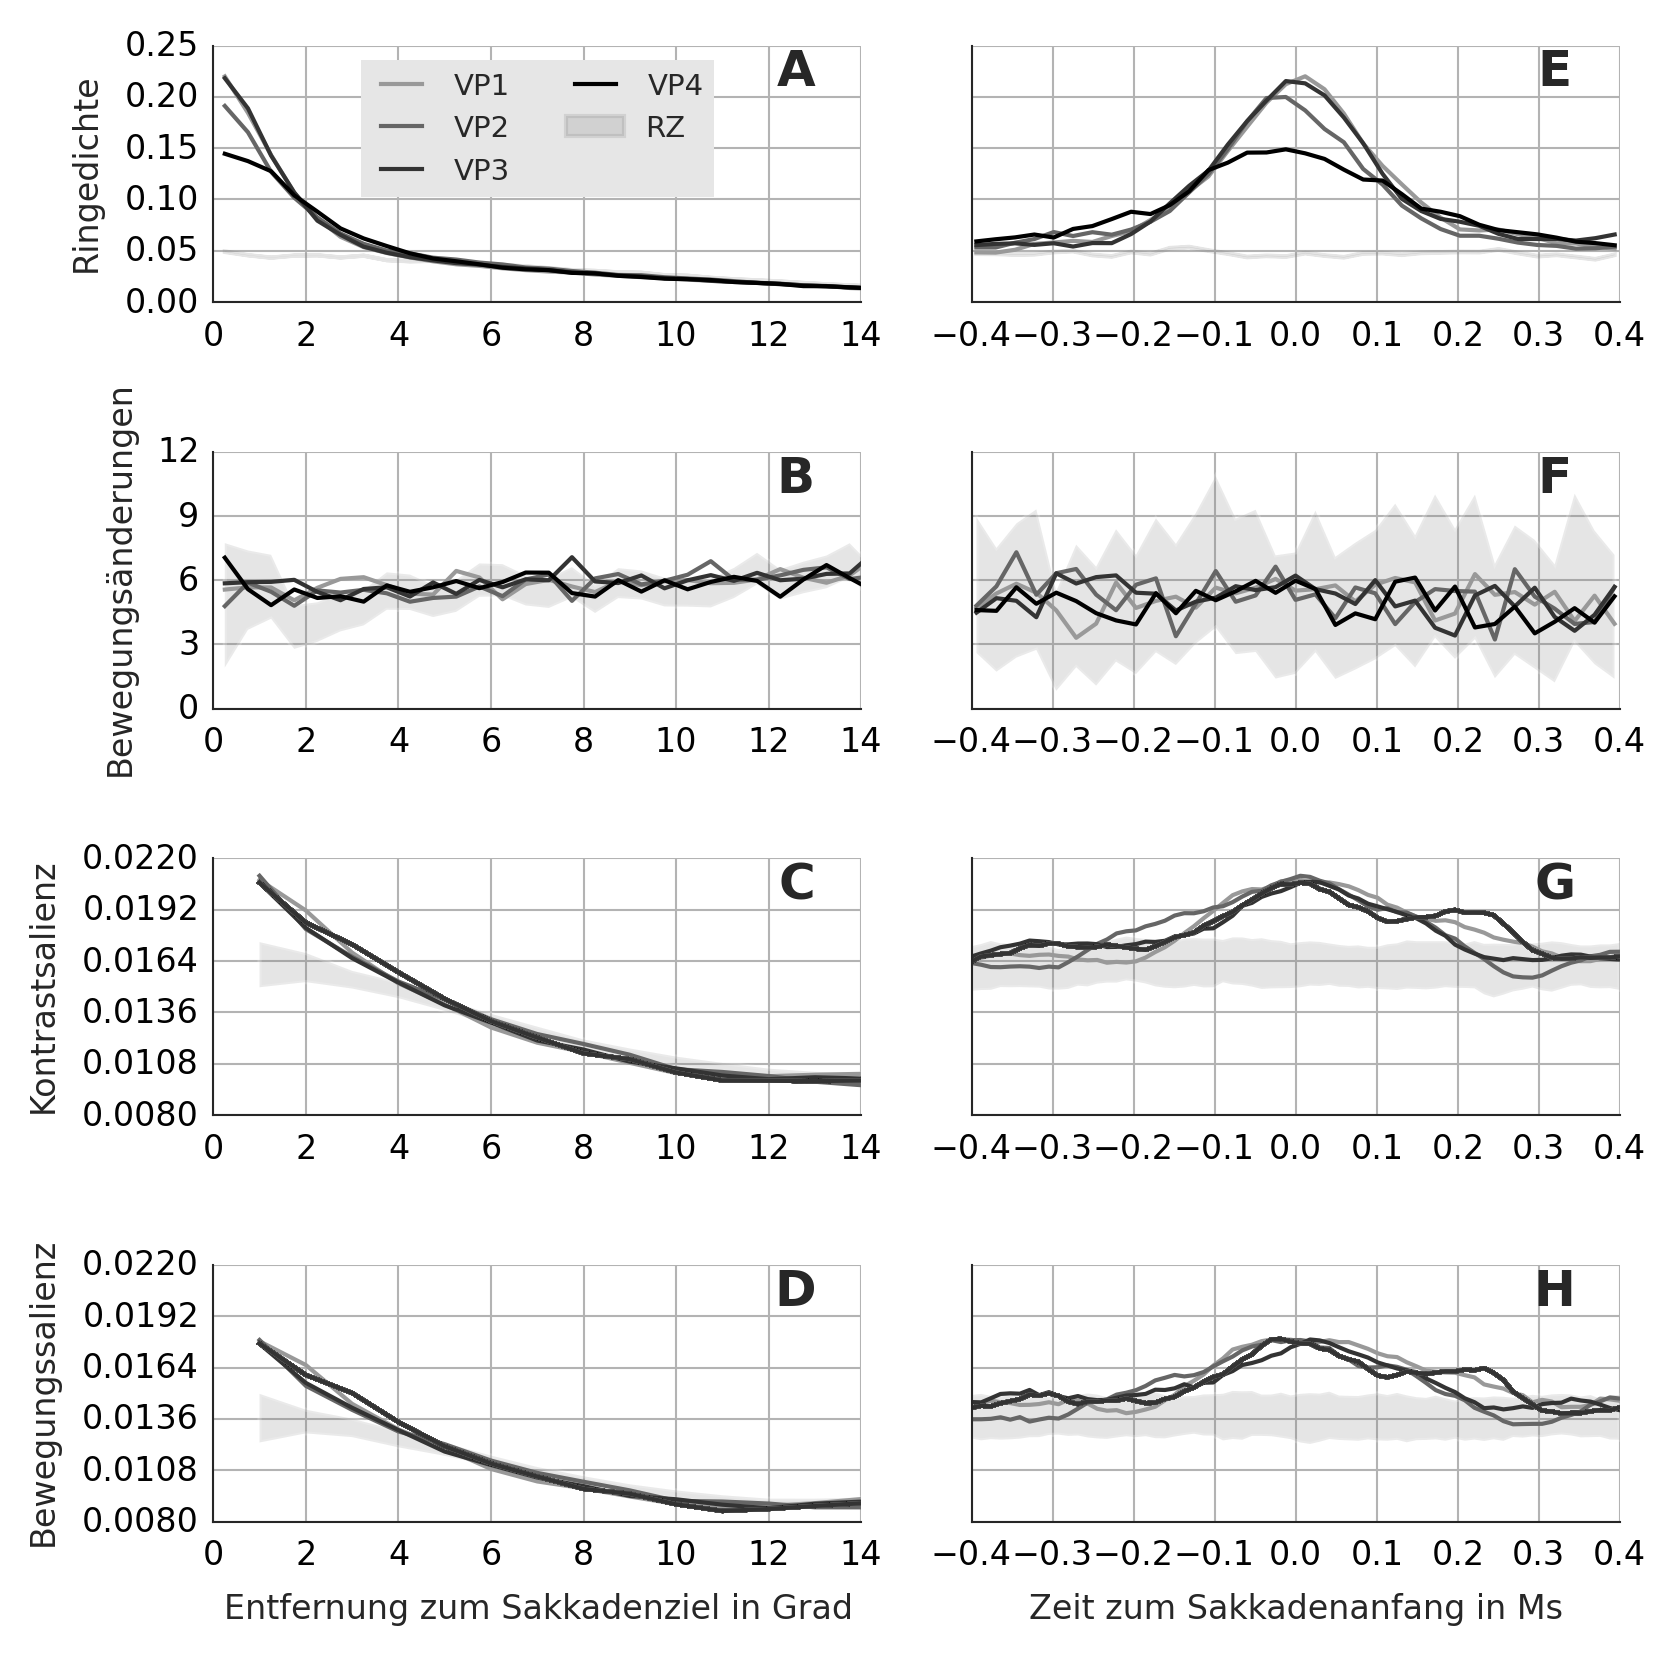 Ringedichte
0.25
0.20
0.15
0.10
0.05
0.00
VP1
VP2
VP3
VP4
RZ
A
0 2 4 6 8 10 12 14
E
−0.4 −0.3 −0.2 −0.1 0.0 0.1 0.2 0.3 0.4
Bewegungsänderungen
12
9
6
3
0
B
0 2 4 6 8 10 12 14
F
−0.4 −0.3 −0.2 −0.1 0.0 0.1 0.2 0.3 0.4
Kontrastsalienz
0.0220
0.0192
0.0164
0.0136
0.0108
0.0080
C
0 2 4 6 8 10 12 14
G
−0.4 −0.3 −0.2 −0.1 0.0 0.1 0.2 0.3 0.4
Bewegungssalienz
0.0220
0.0192
0.0164
0.0136
0.0108
0.0080
D
0 2 4 6 8 10 12 14
Entfernung zum Sakkadenziel in Grad
H
−0.4 −0.3 −0.2 −0.1 0.0 0.1 0.2 0.3 0.4
Zeit zum Sakkadenanfang in Ms